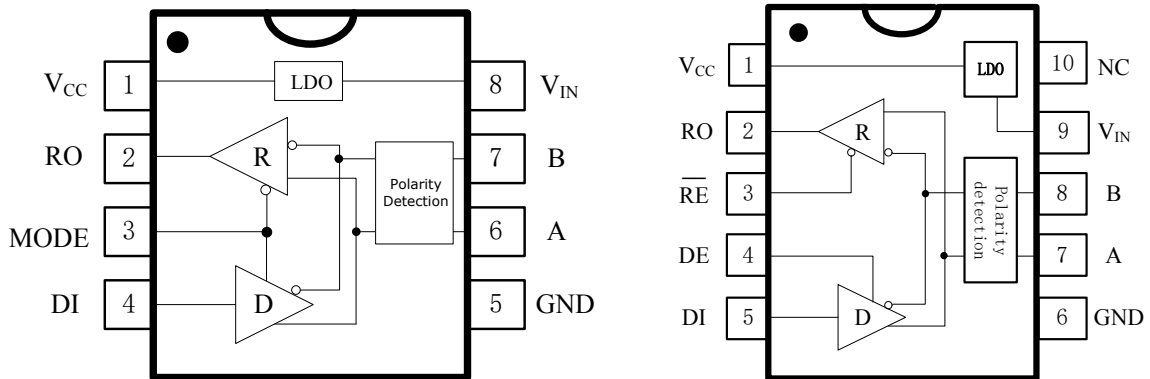 V_CC 1 LDO 8 V_IN
RO 2 R 7 B
Polarity
Detection
MODE 3 6 A
DI 4 D 5 GND
V_CC 1 LDO 10 NC
RO 2 R 9 V_IN
R̅E̅ 3 8 B
Polarity
detection
DE 4 7 A
DI 5 D 6 GND